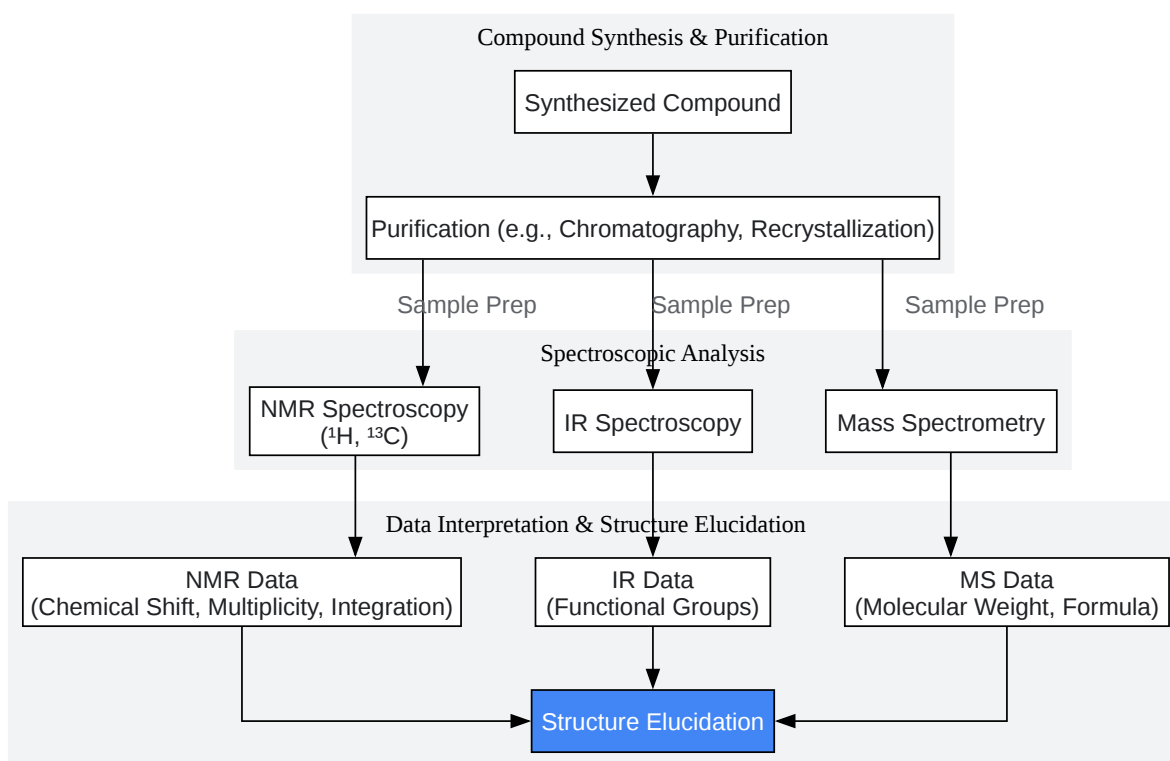 Compound Synthesis & Purification
Synthesized Compound
Purification (e.g., Chromatography, Recrystallization)
Sample Prep
Sample Prep
Sample Prep
Spectroscopic Analysis
NMR Spectroscopy
(¹H, ¹³C)
IR Spectroscopy
Mass Spectrometry
Data Interpretation & Structure Elucidation
NMR Data
(Chemical Shift, Multiplicity, Integration)
IR Data
(Functional Groups)
MS Data
(Molecular Weight, Formula)
Structure Elucidation